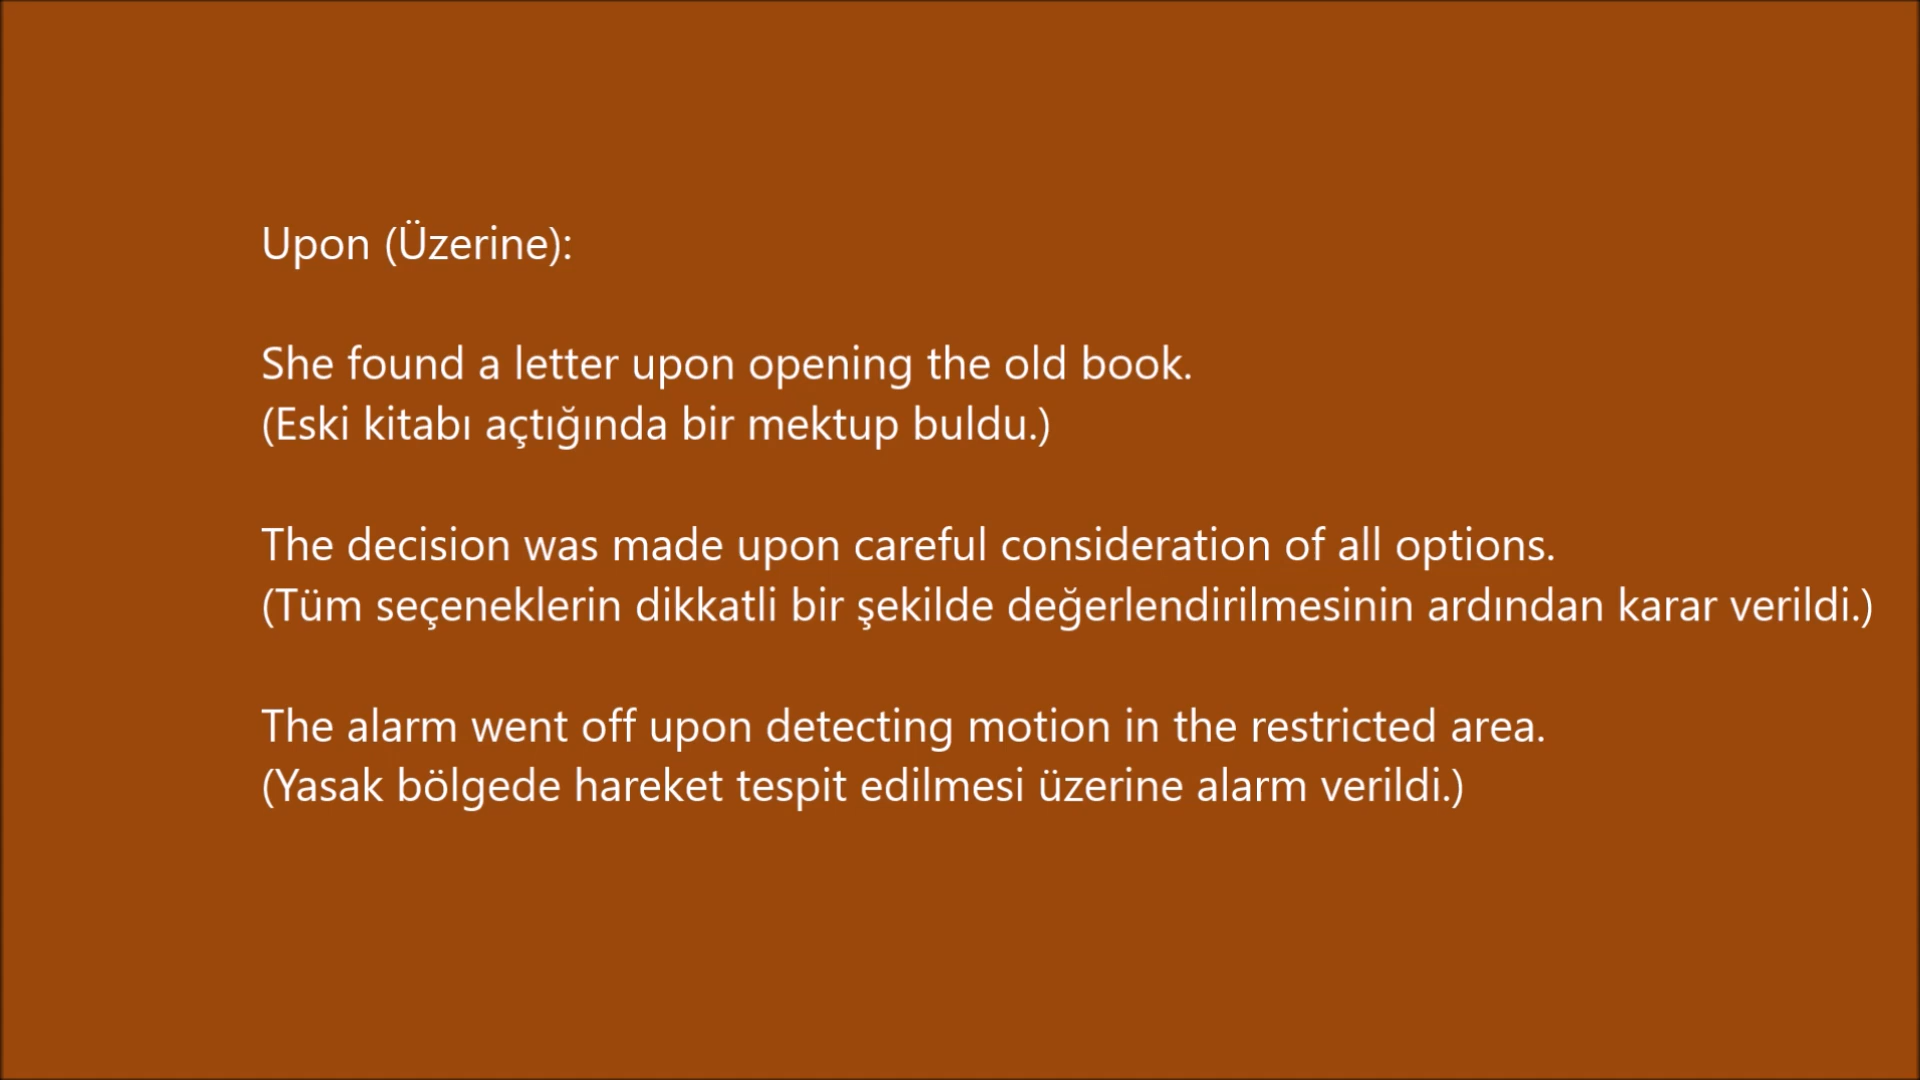 Upon (Üzerine):
She found a letter upon opening the old book.
(Eski kitabı açtığında bir mektup buldu.)
The decision was made upon careful consideration of all options.
(Tüm seçeneklerin dikkatli bir şekilde değerlendirilmesinin ardından karar verildi.)
The alarm went off upon detecting motion in the restricted area.
(Yasak bölgede hareket tespit edilmesi üzerine alarm verildi.)